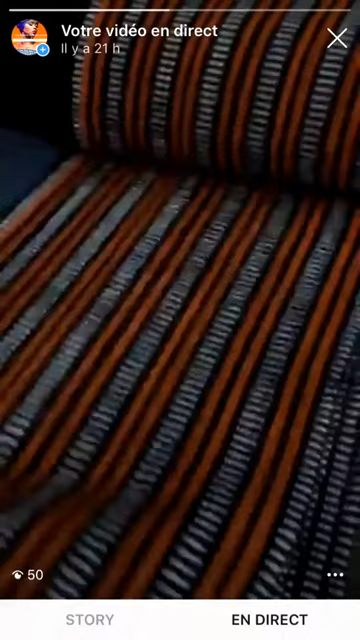 Votre vidéo en direct
Il y a 21 h
50
STORY
EN DIRECT